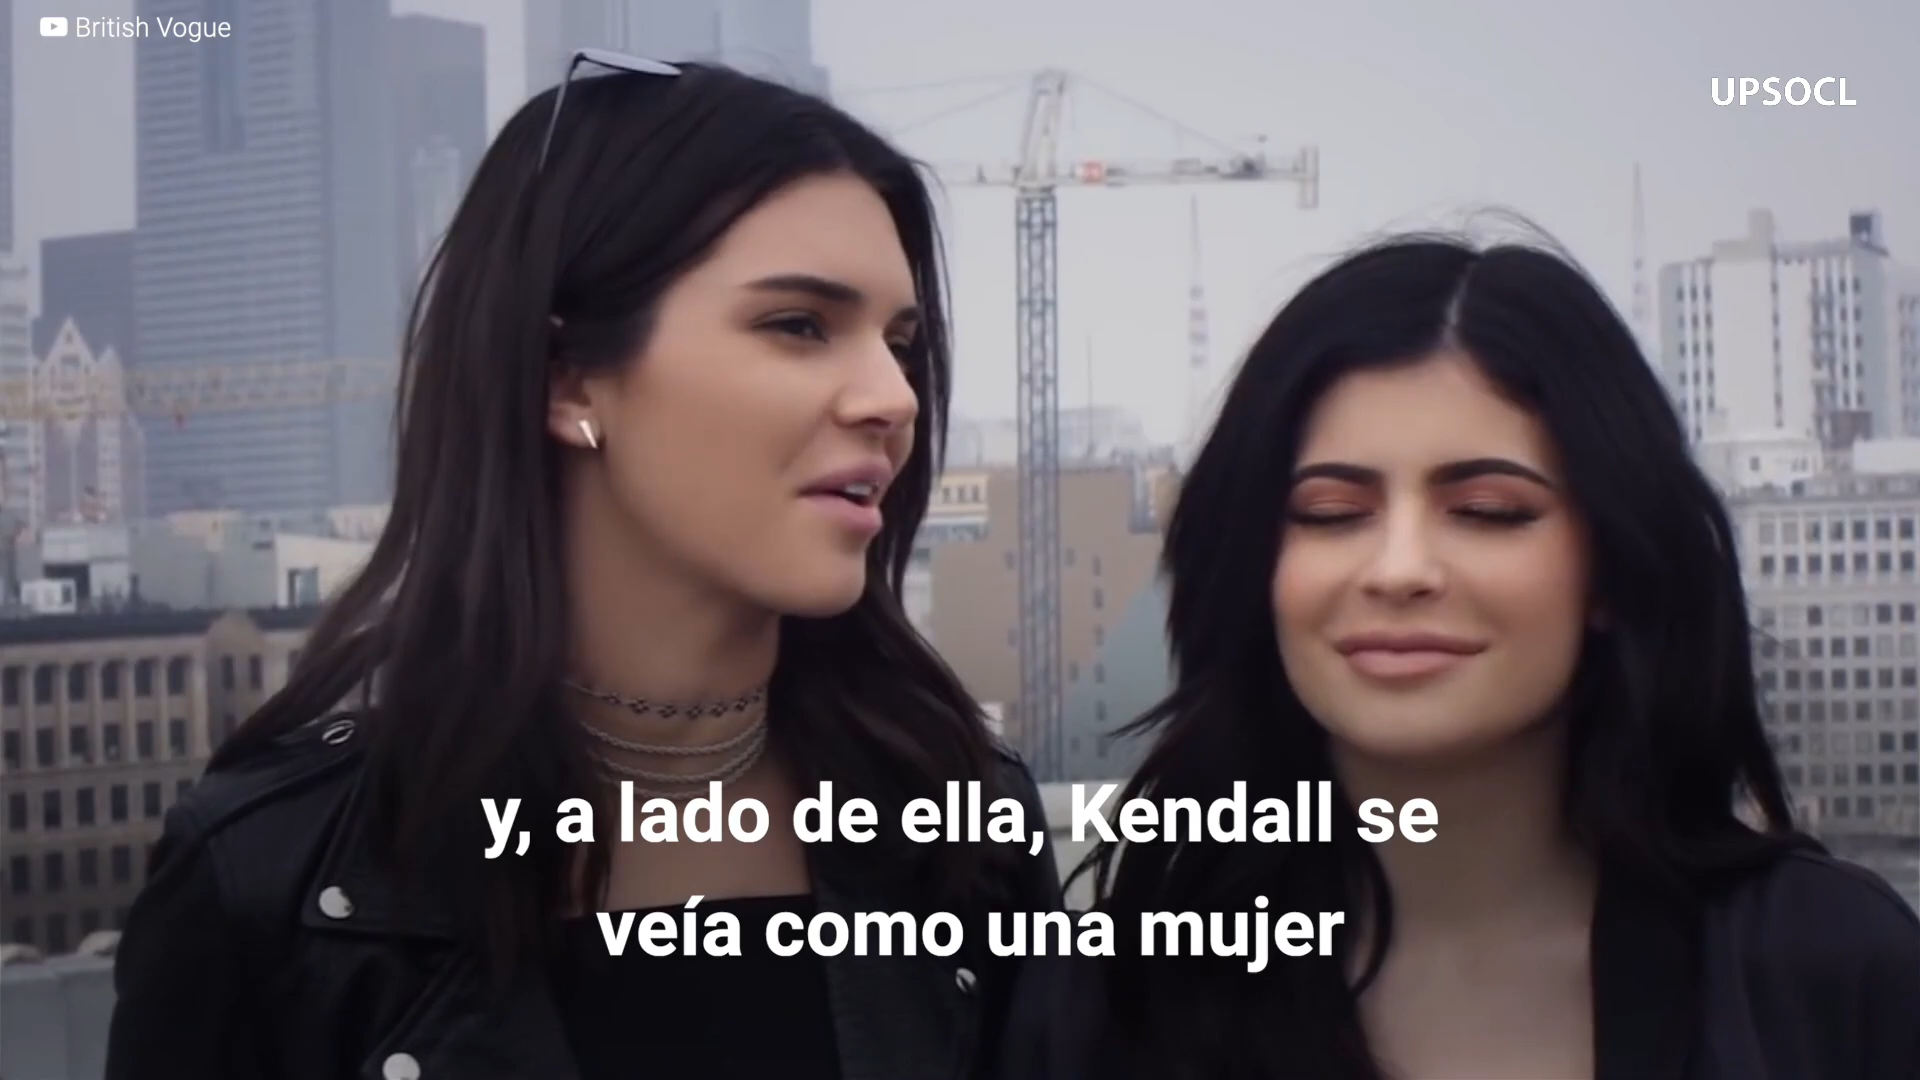 British Vogue
UPSOCL
y, a lado de ella, Kendall se
veía como una mujer